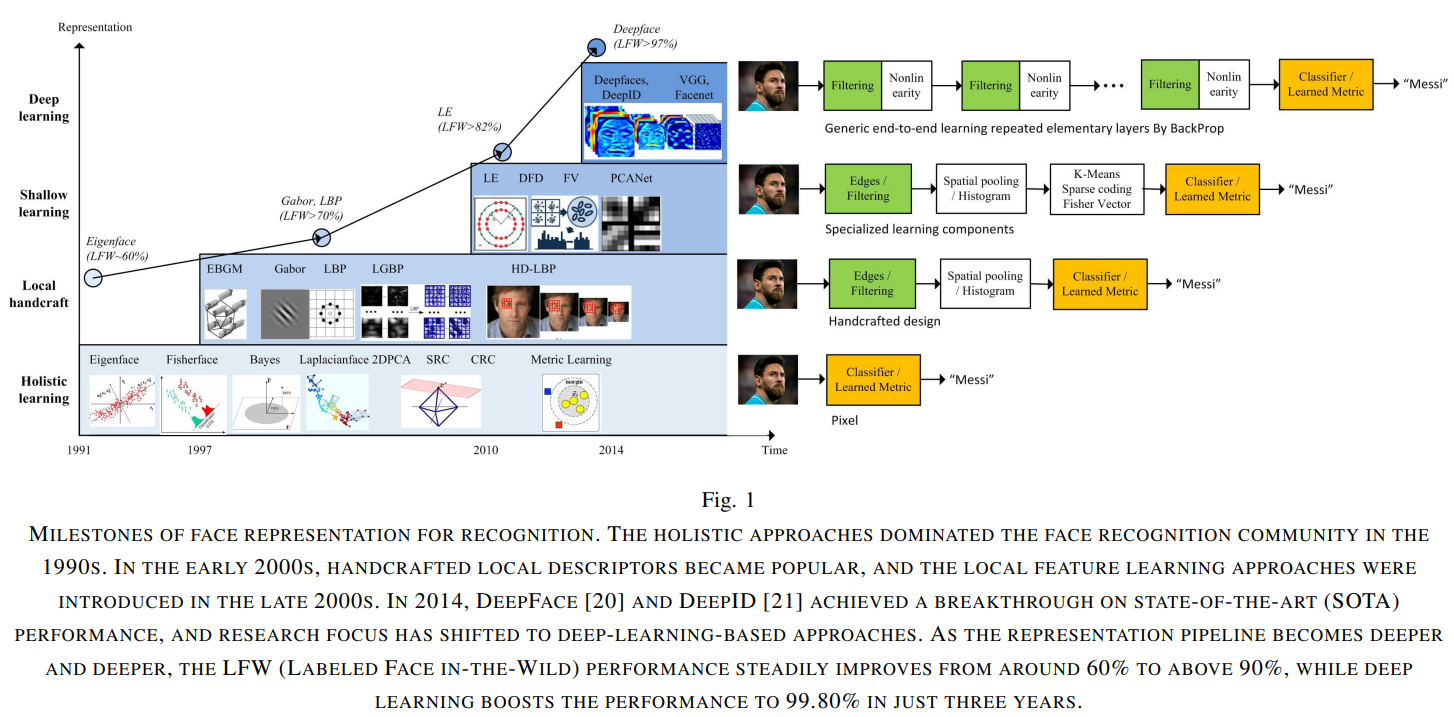 Representation
Deep
learning
Shallow
learning
Local
handcraft
Holistic
learning
Deepface
(LFW>97%)
LE
(LFW>82%)
Gabor, LBP
(LFW>70%)
Eigenface
(LFW~60%)
Deepfaces,
DeepID
VGG,
Facenet
LE DFD FV PCANet
EBGM Gabor LBP LGBP HD-LBP
LBP
Eigenface Fisherface Bayes Laplacianface 2DPCA SRC CRC Metric Learning
margin
1991 1997 2010 2014 Time
Filtering
Nonlin
earity
Filtering
Nonlin
earity
Filtering
Nonlin
earity
Classifier /
Learned Metric
“Messi”
Generic end-to-end learning repeated elementary layers By BackProp
Edges /
Filtering
Spatial pooling
/ Histogram
K-Means
Sparse coding
Fisher Vector
Classifier /
Learned Metric
“Messi”
Specialized learning components
Edges /
Filtering
Spatial pooling
/ Histogram
Classifier /
Learned Metric
“Messi”
Handcrafted design
Classifier /
Learned Metric
“Messi”
Pixel
Fig. 1
MILESTONES OF FACE REPRESENTATION FOR RECOGNITION. THE HOLISTIC APPROACHES DOMINATED THE FACE RECOGNITION COMMUNITY IN THE
1990S. IN THE EARLY 2000S, HANDCRAFTED LOCAL DESCRIPTORS BECAME POPULAR, AND THE LOCAL FEATURE LEARNING APPROACHES WERE
INTRODUCED IN THE LATE 2000S. IN 2014, DEEPFACE [20] AND DEEPID [21] ACHIEVED A BREAKTHROUGH ON STATE-OF-THE-ART (SOTA)
PERFORMANCE, AND RESEARCH FOCUS HAS SHIFTED TO DEEP-LEARNING-BASED APPROACHES. AS THE REPRESENTATION PIPELINE BECOMES DEEPER
AND DEEPER, THE LFW (LABELED FACE IN-THE-WILD) PERFORMANCE STEADILY IMPROVES FROM AROUND 60% TO ABOVE 90%, WHILE DEEP
LEARNING BOOSTS THE PERFORMANCE TO 99.80% IN JUST THREE YEARS.